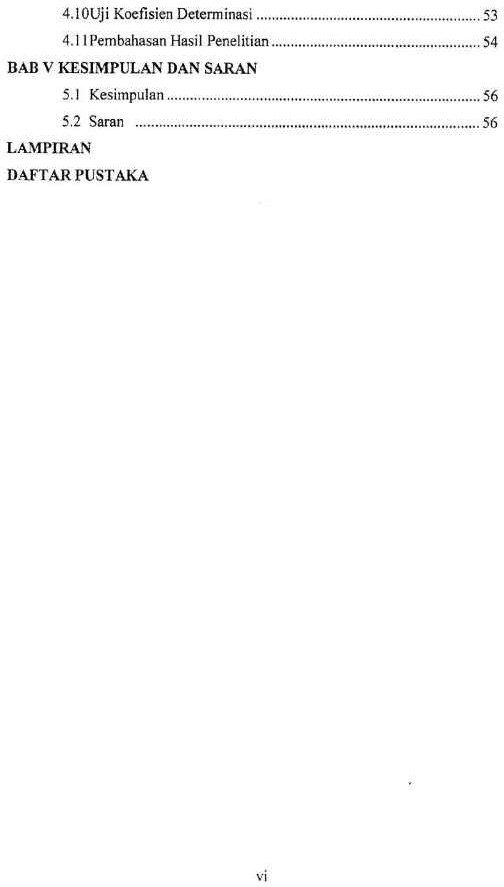 4.10Uji Koefisien Determinasi ........................................................ 53
4.11Pembahasan Hasil Penelitian .................................................... 54
BAB V KESIMPULAN DAN SARAN
5.1 Kesimpulan .............................................................................. 56
5.2 Saran ...................................................................................... 56
LAMPIRAN
DAFTAR PUSTAKA
vi